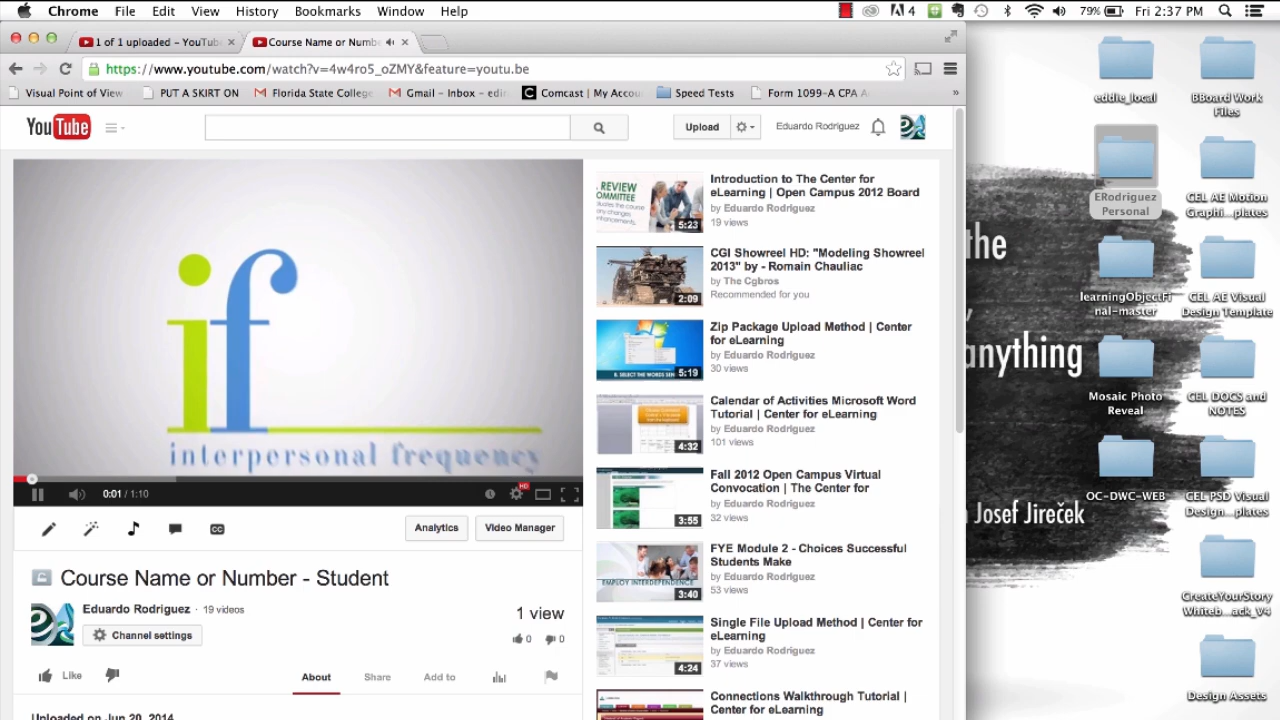 Chrome File Edit View History Bookmarks Window Help
4 79% Fri 2:37 PM
1 of 1 uploaded - YouTub
Course Name or Numb
https://www.youtube.com/watch?v=4w4ro5_oZMY&feature=youtu.be
Visual Point of View PUT A SKIRT ON Florida State College Gmail - Inbox - edi Comcast | My Accou Speed Tests Form 1099-A CPA A »
YouTube
Upload
Eduardo Rodriguez
if
interpersonal frequency
0:01 / 1:10
HD
CC
Analytics
Video Manager
Course Name or Number - Student
Eduardo Rodriguez · 19 videos
Channel settings
1 view
0 0
Like
About Share Add to
Uploaded on Jun 20, 2014
REVIEW
COMMITTEE
5:23
Introduction to The Center for
eLearning | Open Campus 2012 Board
by Eduardo Rodriguez
19 views
2:09
CGI Showreel HD: "Modeling Showreel
2013" by - Romain Chauliac
by The Cgbros
Recommended for you
5:19
Zip Package Upload Method | Center
for eLearning
by Eduardo Rodriguez
30 views
4:32
Calendar of Activities Microsoft Word
Tutorial | Center for eLearning
by Eduardo Rodriguez
101 views
3:55
Fall 2012 Open Campus Virtual
Convocation | The Center for
by Eduardo Rodriguez
32 views
EMPLOY INTERDEPENDENCE
3:40
FYE Module 2 - Choices Successful
Students Make
by Eduardo Rodriguez
53 views
4:24
Single File Upload Method | Center for
eLearning
by Eduardo Rodriguez
37 views
Connections Walkthrough Tutorial |
Center for eLearning
the
anything
Josef Jireček
eddie_local
BBoard Work
Files
ERodriguez
Personal
CEL AE Motion
Graphi...plates
learningObjectFi
nal-master
CEL AE Visual
Design Template
Mosaic Photo
Reveal
CEL DOCS and
NOTES
OC-DWC-WEB
CEL PSD Visual
Design...plates
CreateYourStory
Whiteb...ack_V4
Design Assets